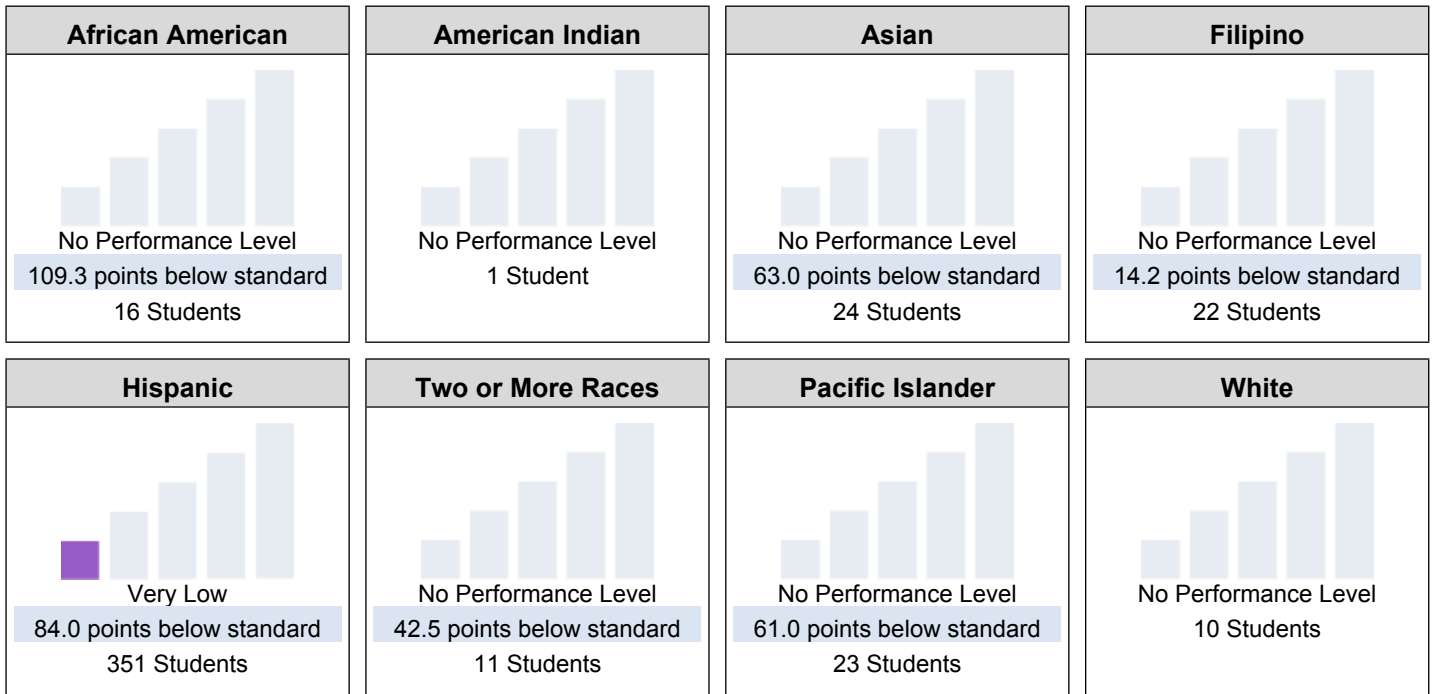 African American
No Performance Level
109.3 points below standard
16 Students
American Indian
No Performance Level
1 Student
Asian
No Performance Level
63.0 points below standard
24 Students
Filipino
No Performance Level
14.2 points below standard
22 Students
Hispanic
Very Low
84.0 points below standard
351 Students
Two or More Races
No Performance Level
42.5 points below standard
11 Students
Pacific Islander
No Performance Level
61.0 points below standard
23 Students
White
No Performance Level
10 Students